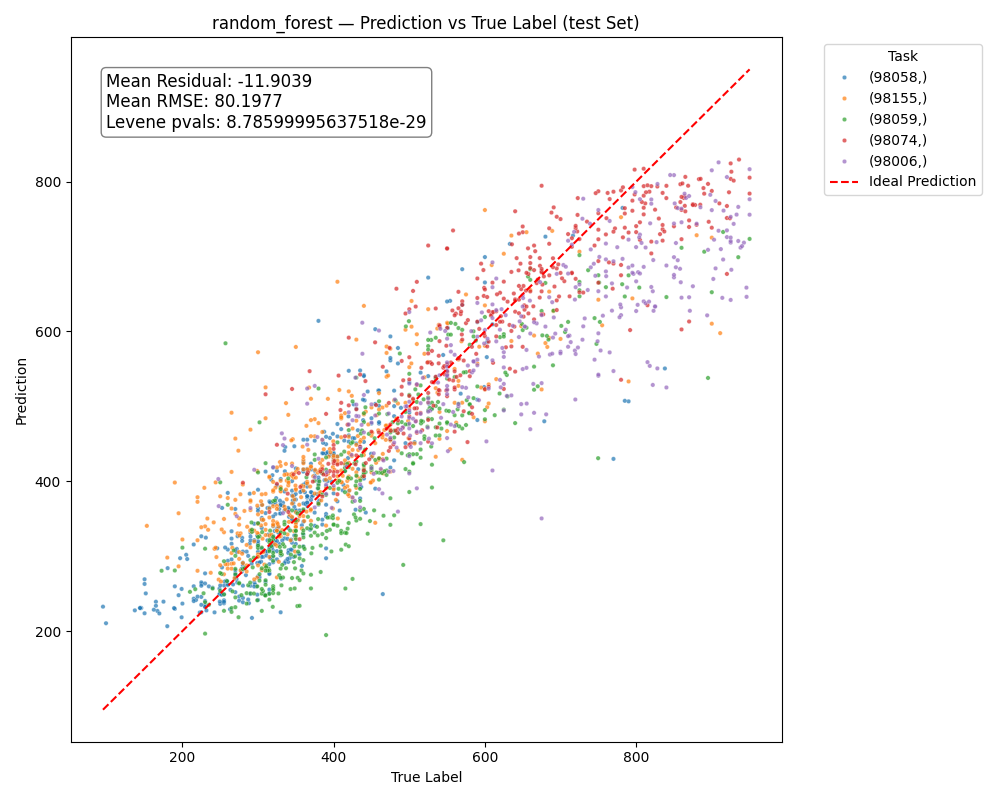 random_forest — Prediction vs True Label (test Set)
Mean Residual: -11.9039
Mean RMSE: 80.1977
Levene pvals: 8.78599995637518e-29
Task
(98058,)
(98155,)
(98059,)
(98074,)
(98006,)
Ideal Prediction
Prediction
800
600
400
200
200 400 600 800
True Label